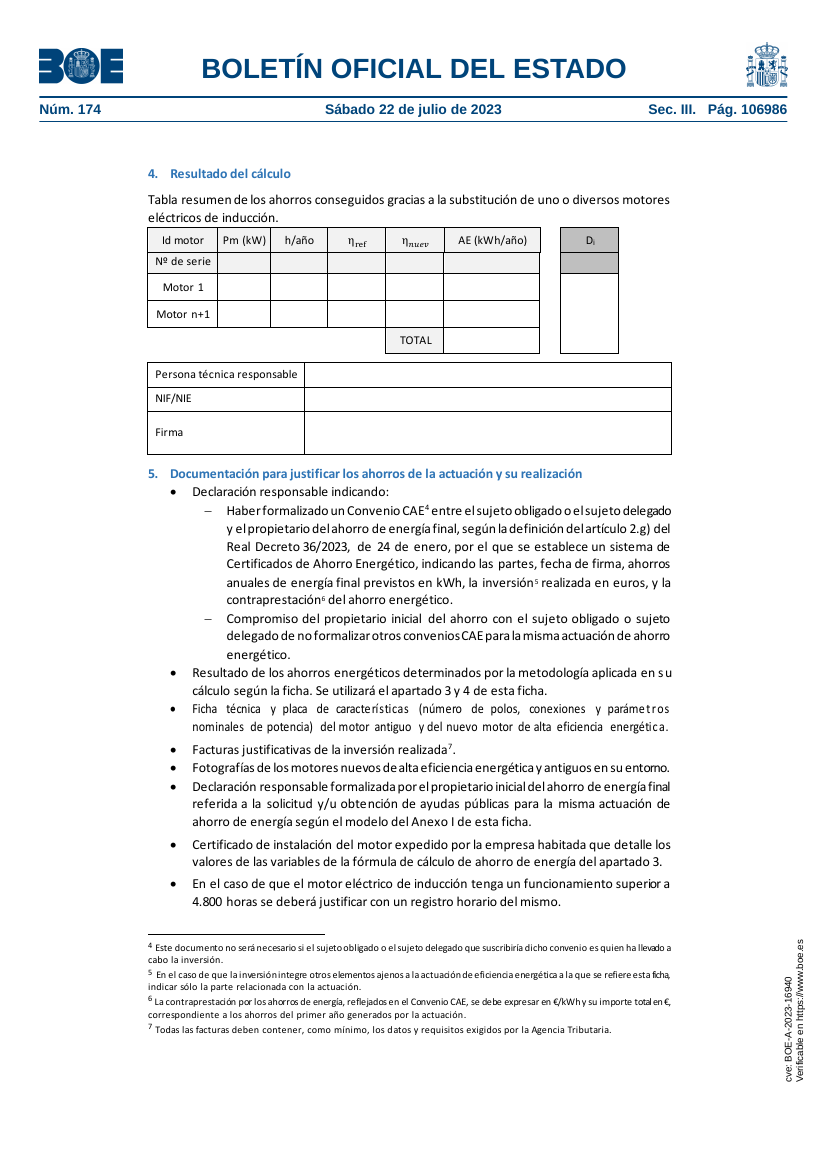 BOE
BOLETÍN OFICIAL DEL ESTADO
Núm. 174 Sábado 22 de julio de 2023 Sec. III. Pág. 106986
4. Resultado del cálculo
Tabla resumen de los ahorros conseguidos gracias a la substitución de uno o diversos motores
eléctricos de inducción.
Id motor Pm (kW) h/año ηref ηnuev AE (kWh/año) Di
Nº de serie
Motor 1
Motor n+1
TOTAL
Persona técnica responsable
NIF/NIE
Firma
5. Documentación para justificar los ahorros de la actuación y su realización
• Declaración responsable indicando:
– Haber formalizado un Convenio CAE4 entre el sujeto obligado o el sujeto delegado
y el propietario del ahorro de energía final, según la definición del artículo 2.g) del
Real Decreto 36/2023, de 24 de enero, por el que se establece un sistema de
Certificados de Ahorro Energético, indicando las partes, fecha de firma, ahorros
anuales de energía final previstos en kWh, la inversión5 realizada en euros, y la
contraprestación6 del ahorro energético.
– Compromiso del propietario inicial del ahorro con el sujeto obligado o sujeto
delegado de no formalizar otros convenios CAE para la misma actuación de ahorro
energético.
• Resultado de los ahorros energéticos determinados por la metodología aplicada en su
cálculo según la ficha. Se utilizará el apartado 3 y 4 de esta ficha.
• Ficha técnica y placa de características (número de polos, conexiones y parámetros
nominales de potencia) del motor antiguo y del nuevo motor de alta eficiencia energética.
• Facturas justificativas de la inversión realizada7.
• Fotografías de los motores nuevos de alta eficiencia energética y antiguos en su entorno.
• Declaración responsable formalizada por el propietario inicial del ahorro de energía final
referida a la solicitud y/u obtención de ayudas públicas para la misma actuación de
ahorro de energía según el modelo del Anexo I de esta ficha.
• Certificado de instalación del motor expedido por la empresa habitada que detalle los
valores de las variables de la fórmula de cálculo de ahorro de energía del apartado 3.
• En el caso de que el motor eléctrico de inducción tenga un funcionamiento superior a
4.800 horas se deberá justificar con un registro horario del mismo.
4 Este documento no será necesario si el sujeto obligado o el sujeto delegado que suscribiría dicho convenio es quien ha llevado a
cabo la inversión.
5 En el caso de que la inversión integre otros elementos ajenos a la actuación de eficiencia energética a la que se refiere esta ficha,
indicar sólo la parte relacionada con la actuación.
6 La contraprestación por los ahorros de energía, reflejados en el Convenio CAE, se debe expresar en €/kWh y su importe total en €,
correspondiente a los ahorros del primer año generados por la actuación.
7 Todas las facturas deben contener, como mínimo, los datos y requisitos exigidos por la Agencia Tributaria.
cve: BOE-A-2023-16940
Verificable en https://www.boe.es